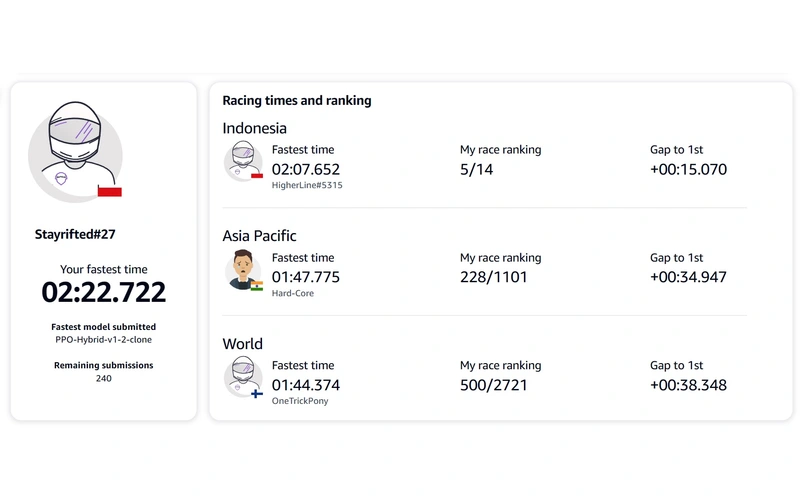 Stayrifted#27
Your fastest time
02:22.722
Fastest model submitted
PPO-Hybrid-v1-2-clone
Remaining submissions
240
Racing times and ranking
Indonesia
Fastest time
02:07.652
HigherLine#5315
My race ranking
5/14
Gap to 1st
+00:15.070
Asia Pacific
Fastest time
01:47.775
Hard-Core
My race ranking
228/1101
Gap to 1st
+00:34.947
World
Fastest time
01:44.374
OneTrickPony
My race ranking
500/2721
Gap to 1st
+00:38.348